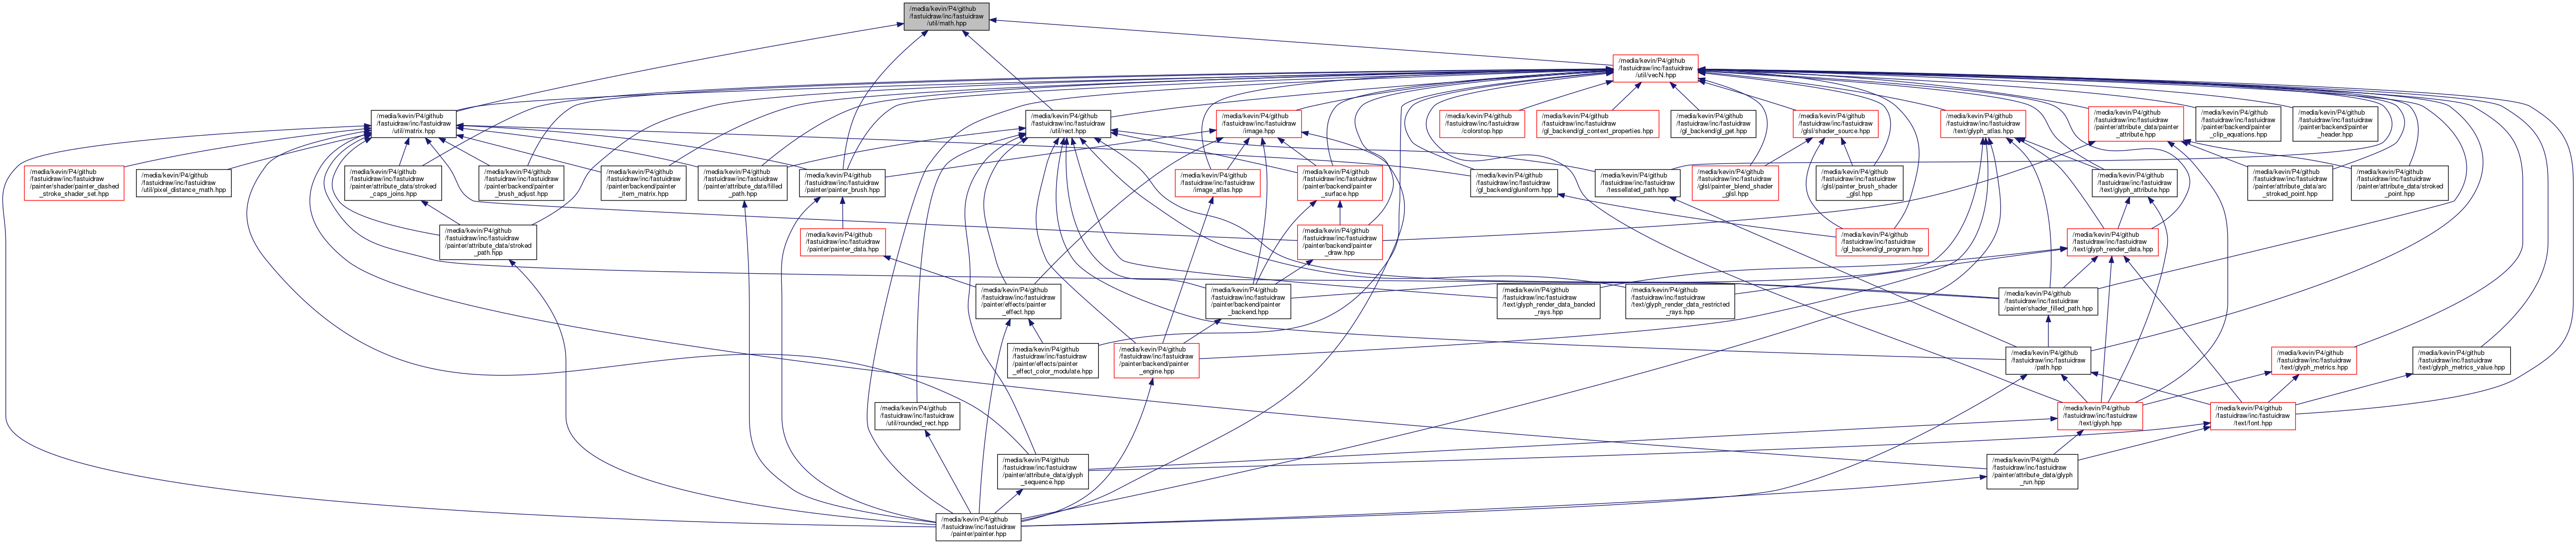 /media/kevin/P4/github
/fastuidraw/inc/fastuidraw
/util/math.hpp
/media/kevin/P4/github
/fastuidraw/inc/fastuidraw
/util/vecN.hpp
/media/kevin/P4/github
/fastuidraw/inc/fastuidraw
/util/matrix.hpp
/media/kevin/P4/github
/fastuidraw/inc/fastuidraw
/util/rect.hpp
/media/kevin/P4/github
/fastuidraw/inc/fastuidraw
/image.hpp
/media/kevin/P4/github
/fastuidraw/inc/fastuidraw
/colorstop.hpp
/media/kevin/P4/github
/fastuidraw/inc/fastuidraw
/gl_backend/gl_context_properties.hpp
/media/kevin/P4/github
/fastuidraw/inc/fastuidraw
/gl_backend/gl_get.hpp
/media/kevin/P4/github
/fastuidraw/inc/fastuidraw
/glsl/shader_source.hpp
/media/kevin/P4/github
/fastuidraw/inc/fastuidraw
/text/glyph_atlas.hpp
/media/kevin/P4/github
/fastuidraw/inc/fastuidraw
/painter/attribute_data/painter
_attribute.hpp
/media/kevin/P4/github
/fastuidraw/inc/fastuidraw
/painter/backend/painter
_clip_equations.hpp
/media/kevin/P4/github
/fastuidraw/inc/fastuidraw
/painter/backend/painter
_header.hpp
/media/kevin/P4/github
/fastuidraw/inc/fastuidraw
/painter/shader/painter_dashed
_stroke_shader_set.hpp
/media/kevin/P4/github
/fastuidraw/inc/fastuidraw
/util/pixel_distance_math.hpp
/media/kevin/P4/github
/fastuidraw/inc/fastuidraw
/painter/attribute_data/stroked
_caps_joins.hpp
/media/kevin/P4/github
/fastuidraw/inc/fastuidraw
/painter/backend/painter
_brush_adjust.hpp
/media/kevin/P4/github
/fastuidraw/inc/fastuidraw
/painter/backend/painter
_item_matrix.hpp
/media/kevin/P4/github
/fastuidraw/inc/fastuidraw
/painter/attribute_data/filled
_path.hpp
/media/kevin/P4/github
/fastuidraw/inc/fastuidraw
/painter/painter_brush.hpp
/media/kevin/P4/github
/fastuidraw/inc/fastuidraw
/image_atlas.hpp
/media/kevin/P4/github
/fastuidraw/inc/fastuidraw
/painter/backend/painter
_surface.hpp
/media/kevin/P4/github
/fastuidraw/inc/fastuidraw
/gl_backend/gluniform.hpp
/media/kevin/P4/github
/fastuidraw/inc/fastuidraw
/tessellated_path.hpp
/media/kevin/P4/github
/fastuidraw/inc/fastuidraw
/glsl/painter_blend_shader
_glsl.hpp
/media/kevin/P4/github
/fastuidraw/inc/fastuidraw
/glsl/painter_brush_shader
_glsl.hpp
/media/kevin/P4/github
/fastuidraw/inc/fastuidraw
/text/glyph_attribute.hpp
/media/kevin/P4/github
/fastuidraw/inc/fastuidraw
/painter/attribute_data/arc
_stroked_point.hpp
/media/kevin/P4/github
/fastuidraw/inc/fastuidraw
/painter/attribute_data/stroked
_point.hpp
/media/kevin/P4/github
/fastuidraw/inc/fastuidraw
/painter/attribute_data/stroked
_path.hpp
/media/kevin/P4/github
/fastuidraw/inc/fastuidraw
/painter/painter_data.hpp
/media/kevin/P4/github
/fastuidraw/inc/fastuidraw
/painter/backend/painter
_draw.hpp
/media/kevin/P4/github
/fastuidraw/inc/fastuidraw
/gl_backend/gl_program.hpp
/media/kevin/P4/github
/fastuidraw/inc/fastuidraw
/text/glyph_render_data.hpp
/media/kevin/P4/github
/fastuidraw/inc/fastuidraw
/painter/effects/painter
_effect.hpp
/media/kevin/P4/github
/fastuidraw/inc/fastuidraw
/painter/backend/painter
_backend.hpp
/media/kevin/P4/github
/fastuidraw/inc/fastuidraw
/text/glyph_render_data_banded
_rays.hpp
/media/kevin/P4/github
/fastuidraw/inc/fastuidraw
/text/glyph_render_data_restricted
_rays.hpp
/media/kevin/P4/github
/fastuidraw/inc/fastuidraw
/painter/shader_filled_path.hpp
/media/kevin/P4/github
/fastuidraw/inc/fastuidraw
/painter/effects/painter
_effect_color_modulate.hpp
/media/kevin/P4/github
/fastuidraw/inc/fastuidraw
/painter/backend/painter
_engine.hpp
/media/kevin/P4/github
/fastuidraw/inc/fastuidraw
/path.hpp
/media/kevin/P4/github
/fastuidraw/inc/fastuidraw
/text/glyph_metrics.hpp
/media/kevin/P4/github
/fastuidraw/inc/fastuidraw
/text/glyph_metrics_value.hpp
/media/kevin/P4/github
/fastuidraw/inc/fastuidraw
/util/rounded_rect.hpp
/media/kevin/P4/github
/fastuidraw/inc/fastuidraw
/text/glyph.hpp
/media/kevin/P4/github
/fastuidraw/inc/fastuidraw
/text/font.hpp
/media/kevin/P4/github
/fastuidraw/inc/fastuidraw
/painter/attribute_data/glyph
_sequence.hpp
/media/kevin/P4/github
/fastuidraw/inc/fastuidraw
/painter/attribute_data/glyph
_run.hpp
/media/kevin/P4/github
/fastuidraw/inc/fastuidraw
/painter/painter.hpp